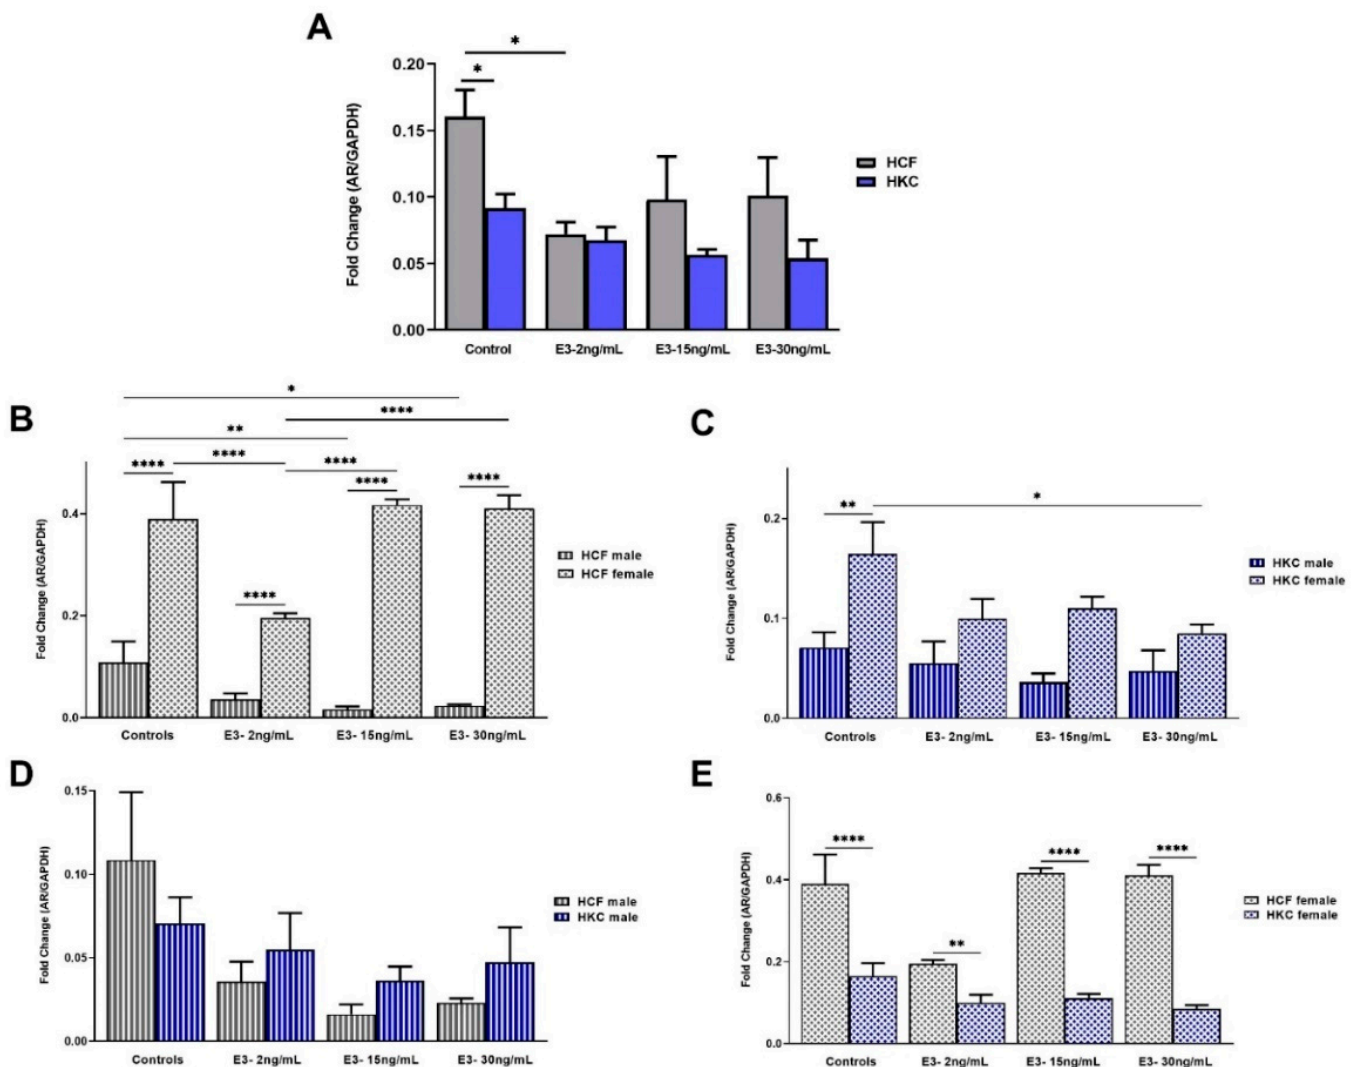 A
*
*
0.20
0.15
0.10
0.05
0.00
Fold Change (AR/GAPDH)
Control
E3-2ng/mL
E3-15ng/mL
E3-30ng/mL
HCF
HKC
B
*
****
**
****
****
****
****
****
****
0.4
0.2
0.0
Fold Change (AR/GAPDH)
Controls
E3- 2ng/mL
E3- 15ng/mL
E3- 30ng/mL
HCF male
HCF female
C
*
**
0.2
0.1
0.0
Fold Change (AR/GAPDH)
Controls
E3- 2ng/mL
E3- 15ng/mL
E3- 30ng/mL
HKC male
HKC female
D
0.15
0.10
0.05
0.00
Fold Change (AR/GAPDH)
Controls
E3- 2ng/mL
E3- 15ng/mL
E3- 30ng/mL
HCF male
HKC male
E
****
**
****
****
0.6
0.4
0.2
0.0
Fold Change (AR/GAPDH)
Controls
E3- 2ng/mL
E3- 15ng/mL
E3- 30ng/mL
HCF female
HKC female